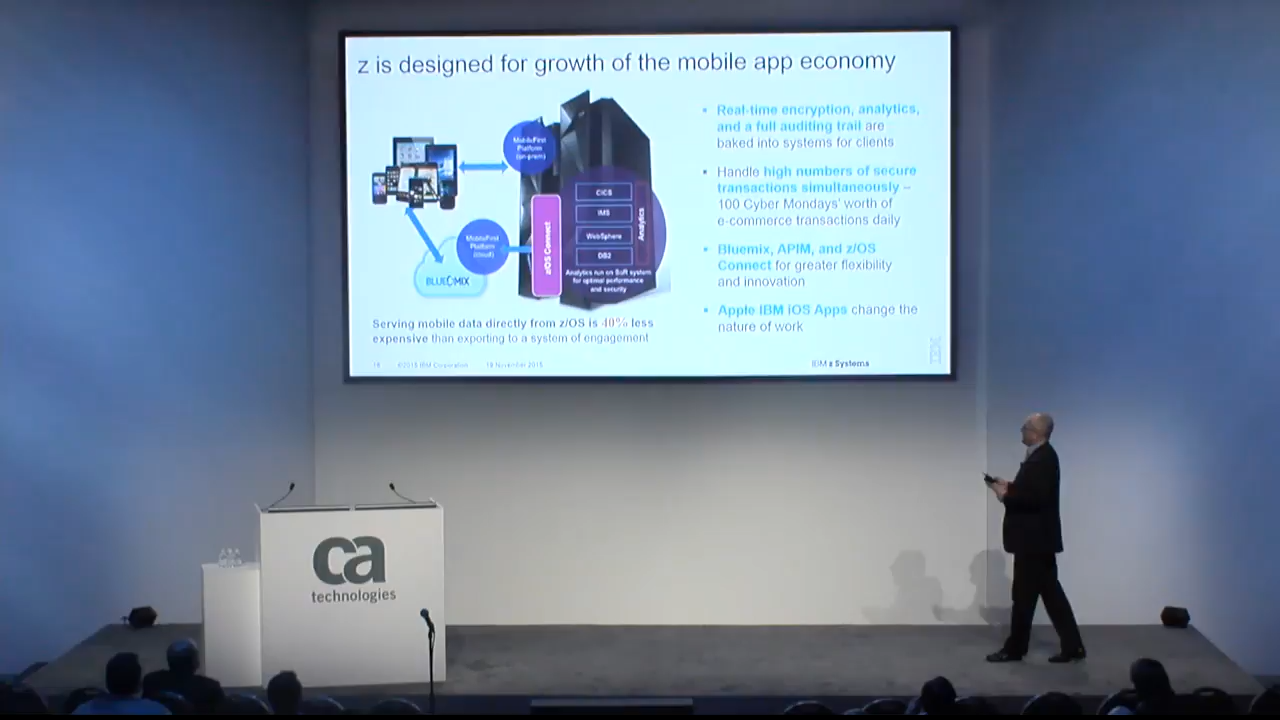 z is designed for growth of the mobile app economy
MobileFirst
Platform
(on-prem)
MobileFirst
Platform
(cloud)
BLUEMIX
z/OS Connect
CICS
IMS
WebSphere
DB2
Analytics
Analytics run on SoR system
for optimal performance
and security
Serving mobile data directly from z/OS is 40% less
expensive than exporting to a system of engagement
• Real-time encryption, analytics,
and a full auditing trail are
baked into systems for clients
• Handle high numbers of secure
transactions simultaneously –
100 Cyber Mondays' worth of
e-commerce transactions daily
• Bluemix, APIM, and z/OS
Connect for greater flexibility
and innovation
• Apple IBM iOS Apps change the
nature of work
©2015 IBM Corporation
November 2015
IBM z Systems
IBM
ca
technologies